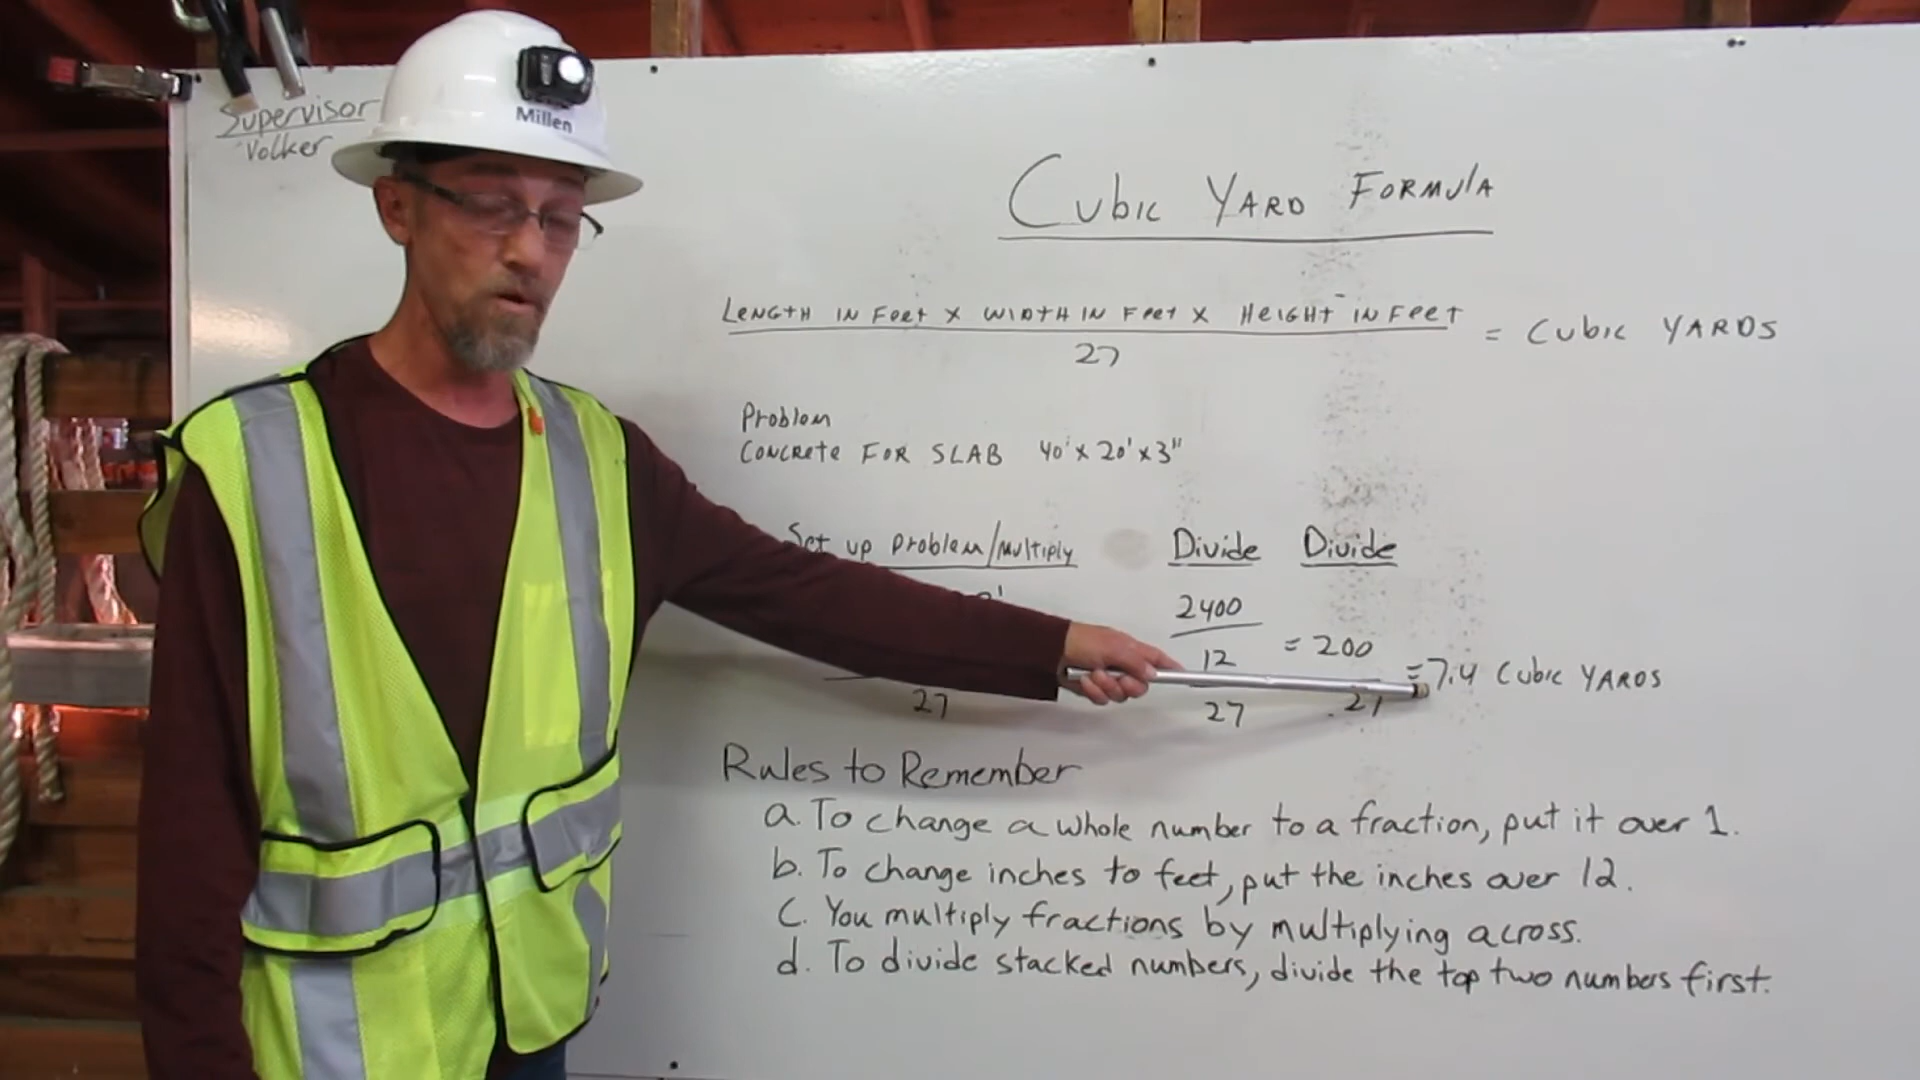 Supervisor
Volker
Millen
Cubic YARD FORMULA
LENGTH IN FEET X WIDTH IN FEET X HEIGHT IN FEET
27
= CUBIC YARDS
Problem
CONCRETE FOR SLAB 40' x 20' x 3"
Set up Problem/Multiply
27
Divide
2400
12
27
Divide
= 200
27
= 7.4 CUBIC YARDS
Rules to Remember
a. To change a whole number to a fraction, put it over 1.
b. To change inches to feet, put the inches over 12.
C. You multiply fractions by multiplying across.
d. To divide stacked numbers, divide the top two numbers first.